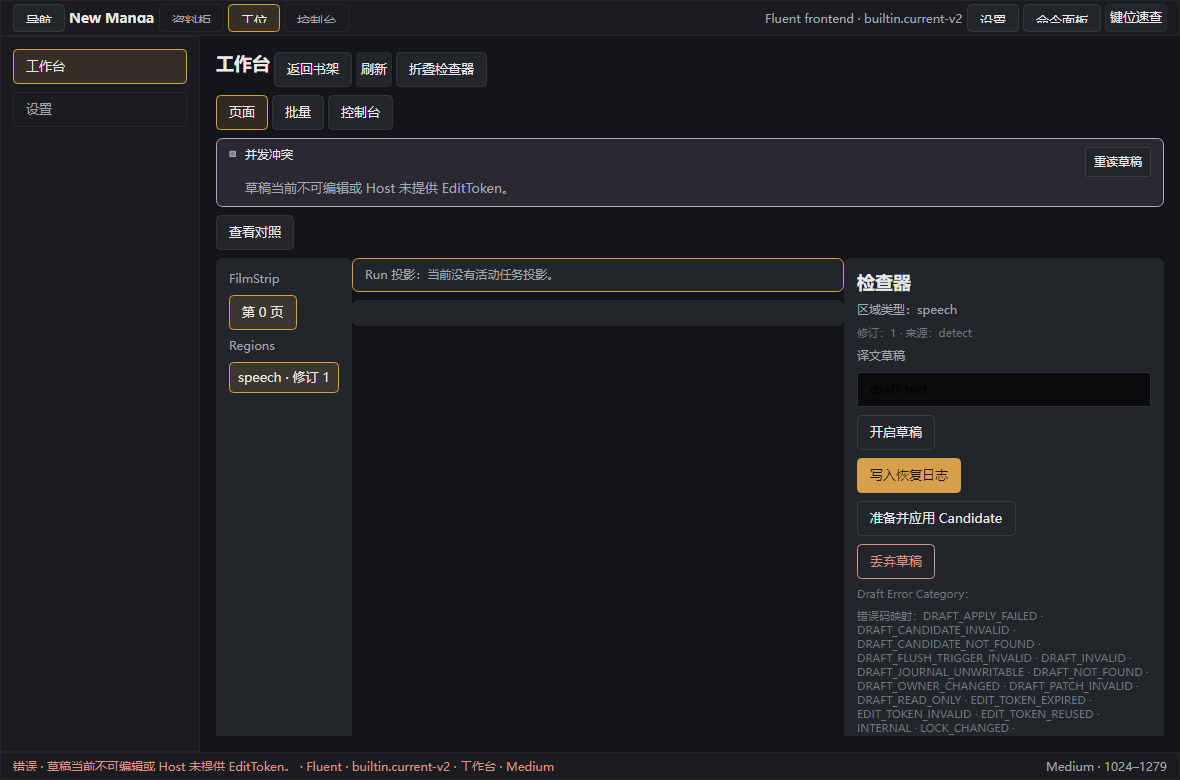 导航 New Manga 资料柜 工位 控制台 Fluent frontend · builtin.current-v2 设置 命令面板 键位速查
工作台
设置
工作台 返回书架 刷新 折叠检查器
页面 批量 控制台
并发冲突
草稿当前不可编辑或 Host 未提供 EditToken。
重读草稿
查看对照
FilmStrip
第 0 页
Regions
speech · 修订 1
Run 投影：当前没有活动任务投影。
检查器
区域类型：speech
修订：1 · 来源：detect
译文草稿
draft text
开启草稿
写入恢复日志
准备并应用 Candidate
丢弃草稿
Draft Error Category:
错误码映射：DRAFT_APPLY_FAILED ·
DRAFT_CANDIDATE_INVALID ·
DRAFT_CANDIDATE_NOT_FOUND ·
DRAFT_FLUSH_TRIGGER_INVALID · DRAFT_INVALID ·
DRAFT_JOURNAL_UNWRITABLE · DRAFT_NOT_FOUND ·
DRAFT_OWNER_CHANGED · DRAFT_PATCH_INVALID ·
DRAFT_READ_ONLY · EDIT_TOKEN_EXPIRED ·
EDIT_TOKEN_INVALID · EDIT_TOKEN_REUSED ·
INTERNAL · LOCK_CHANGED ·
错误 · 草稿当前不可编辑或 Host 未提供 EditToken。 · Fluent · builtin.current-v2 · 工作台 · Medium
Medium · 1024–1279